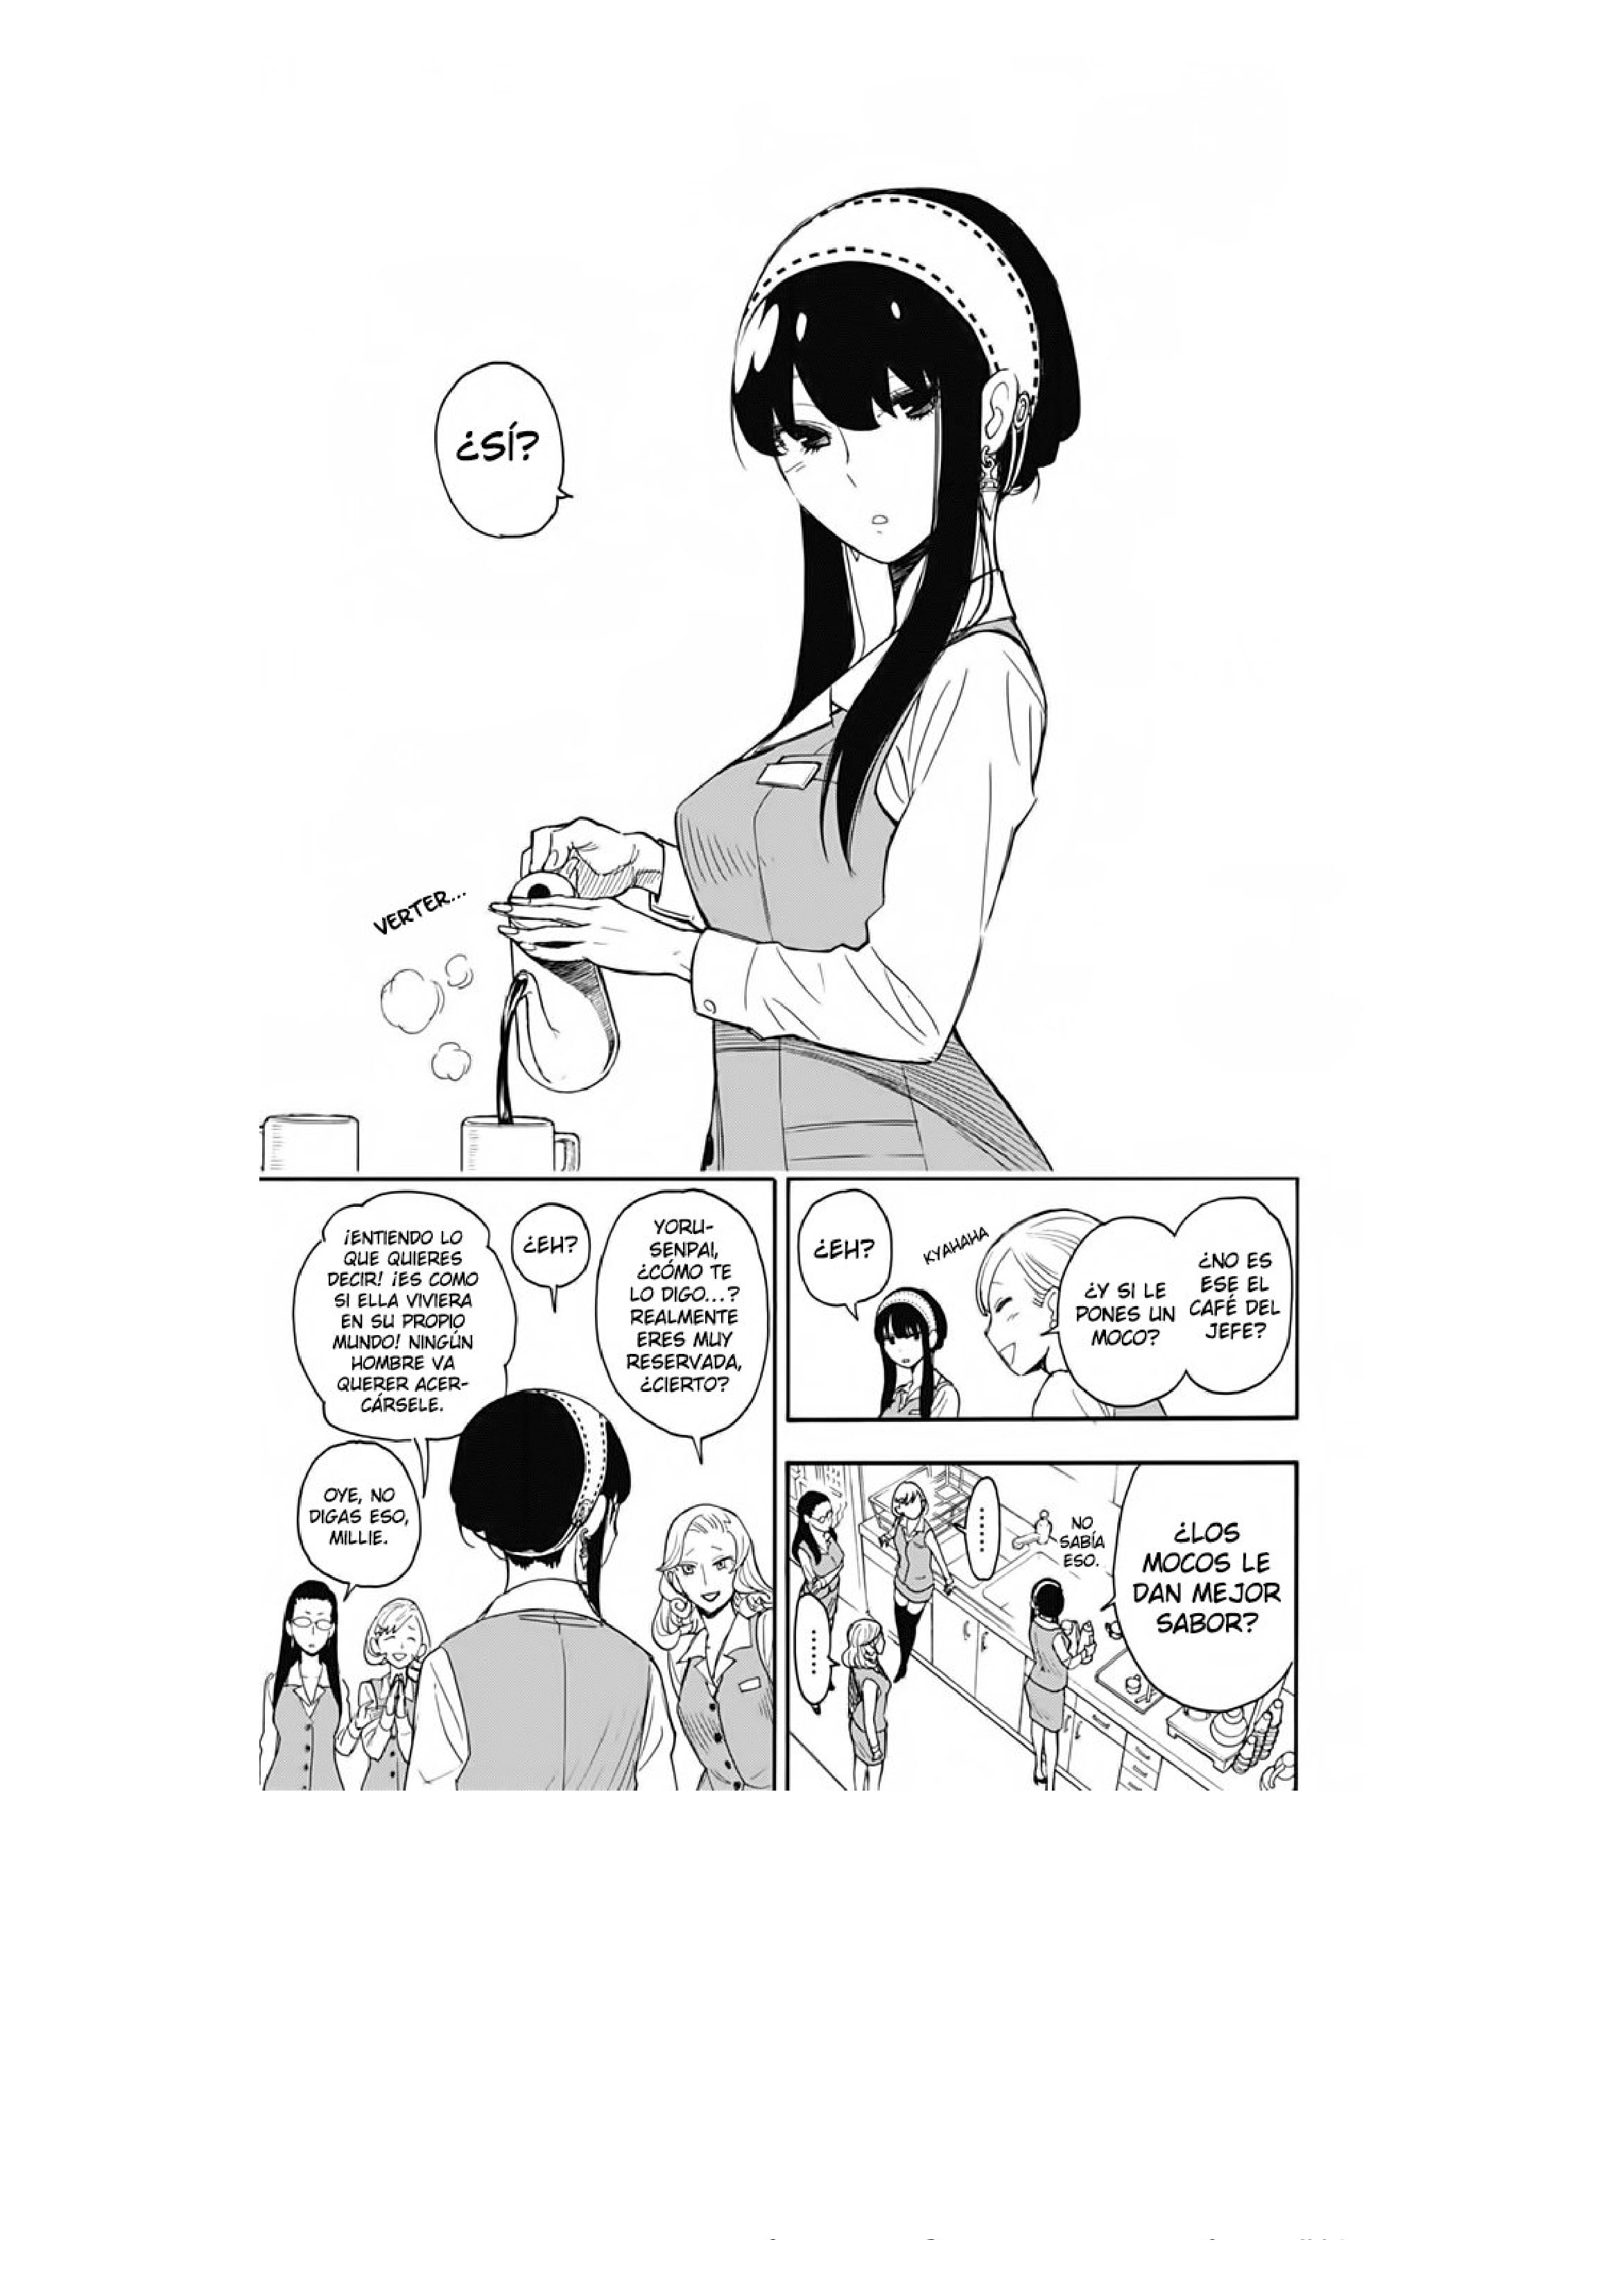 ¿SÍ?
VERTER...
¿NO ES
ESE EL
CAFÉ DEL
JEFE?
¿Y SI LE
PONES UN
MOCO?
KYAHAHA
¿EH?
¿LOS
MOCOS LE
DAN MEJOR
SABOR?
NO
SABÍA
ESO.
......
......
YORU-
SENPAI,
¿CÓMO TE
LO DIGO...?
REALMENTE
ERES MUY
RESERVADA,
¿CIERTO?
¿EH?
¡ENTIENDO LO
QUE QUIERES
DECIR! ¡ES COMO
SI ELLA VIVIERA
EN SU PROPIO
MUNDO! NINGÚN
HOMBRE VA
QUERER ACER-
CÁRSELE.
OYE, NO
DIGAS ESO,
MILLIE.